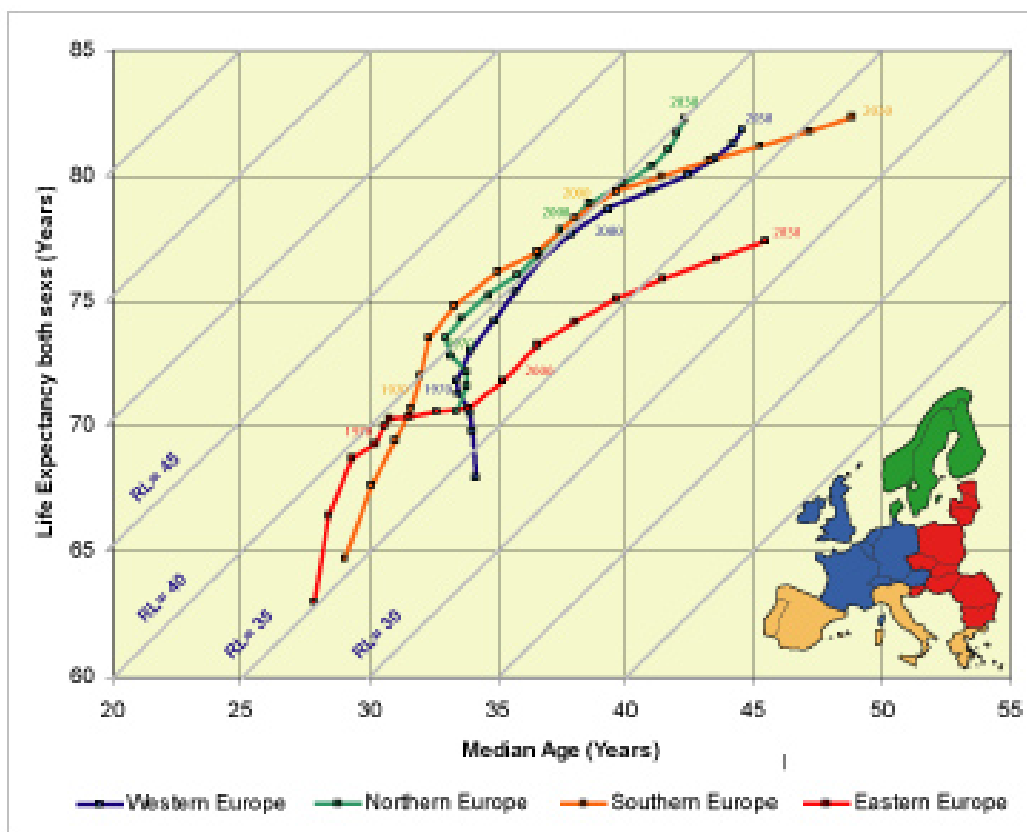 85
80
75
70
65
60
Life Expectancy both sexs (Years)
2050
2050
2050
2000
2000
2000
2050
1970
1970
1970
2000
RL= 45
RL= 40
RL= 35
RL= 35
20 25 30 35 40 45 50 55
Median Age (Years)
Western Europe Northern Europe Southern Europe Eastern Europe